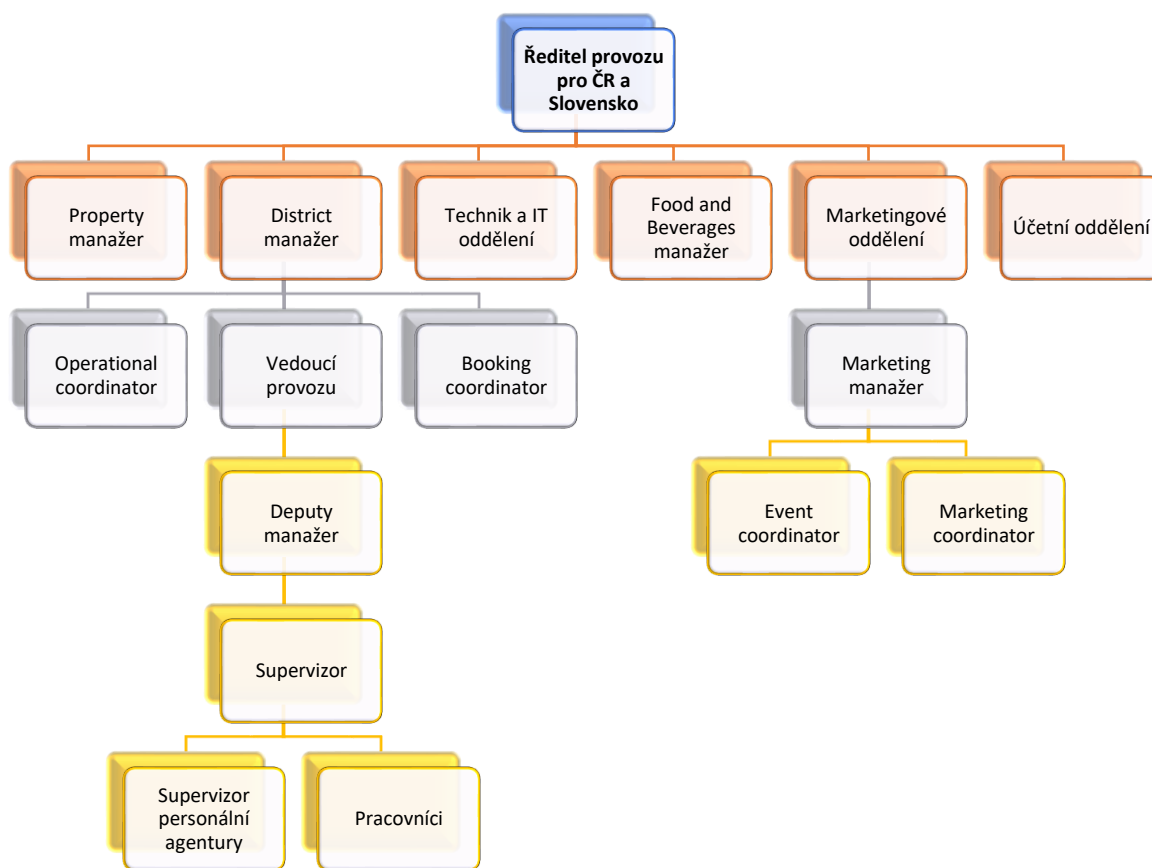 Ředitel provozu
pro ČR a
Slovensko
Property
manažer
District
manažer
Technik a IT
oddělení
Food and
Beverages
manažer
Marketingové
oddělení
Účetní oddělení
Operational
coordinator
Vedoucí
provozu
Booking
coordinator
Marketing
manažer
Deputy
manažer
Event
coordinator
Marketing
coordinator
Supervizor
Supervizor
personální
agentury
Pracovníci